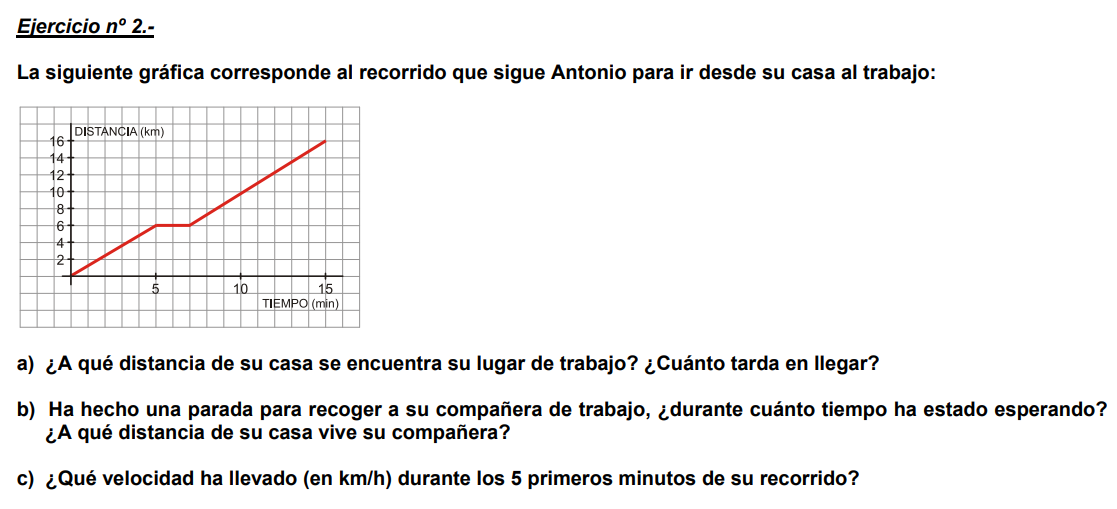 Ejercicio nº 2.-
La siguiente gráfica corresponde al recorrido que sigue Antonio para ir desde su casa al trabajo:
DISTANCIA (km)
16
14
12
10
8
6
4
2
5 10 15
TIEMPO (min)
a) ¿A qué distancia de su casa se encuentra su lugar de trabajo? ¿Cuánto tarda en llegar?
b) Ha hecho una parada para recoger a su compañera de trabajo, ¿durante cuánto tiempo ha estado esperando?
¿A qué distancia de su casa vive su compañera?
c) ¿Qué velocidad ha llevado (en km/h) durante los 5 primeros minutos de su recorrido?